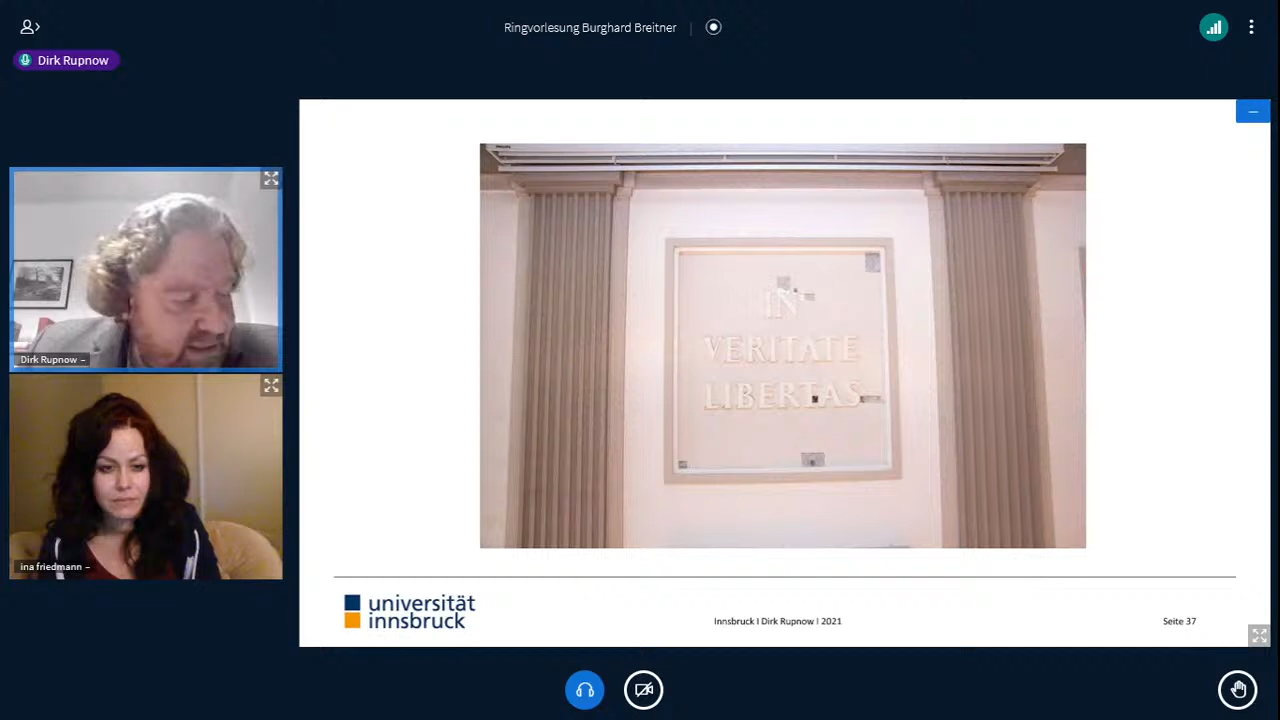 Ringvorlesung Burghard Breitner
Dirk Rupnow
Dirk Rupnow –
ina friedmann –
IN
VERITATE
LIBERTAS
universität
innsbruck
Innsbruck I Dirk Rupnow I 2021
Seite 37